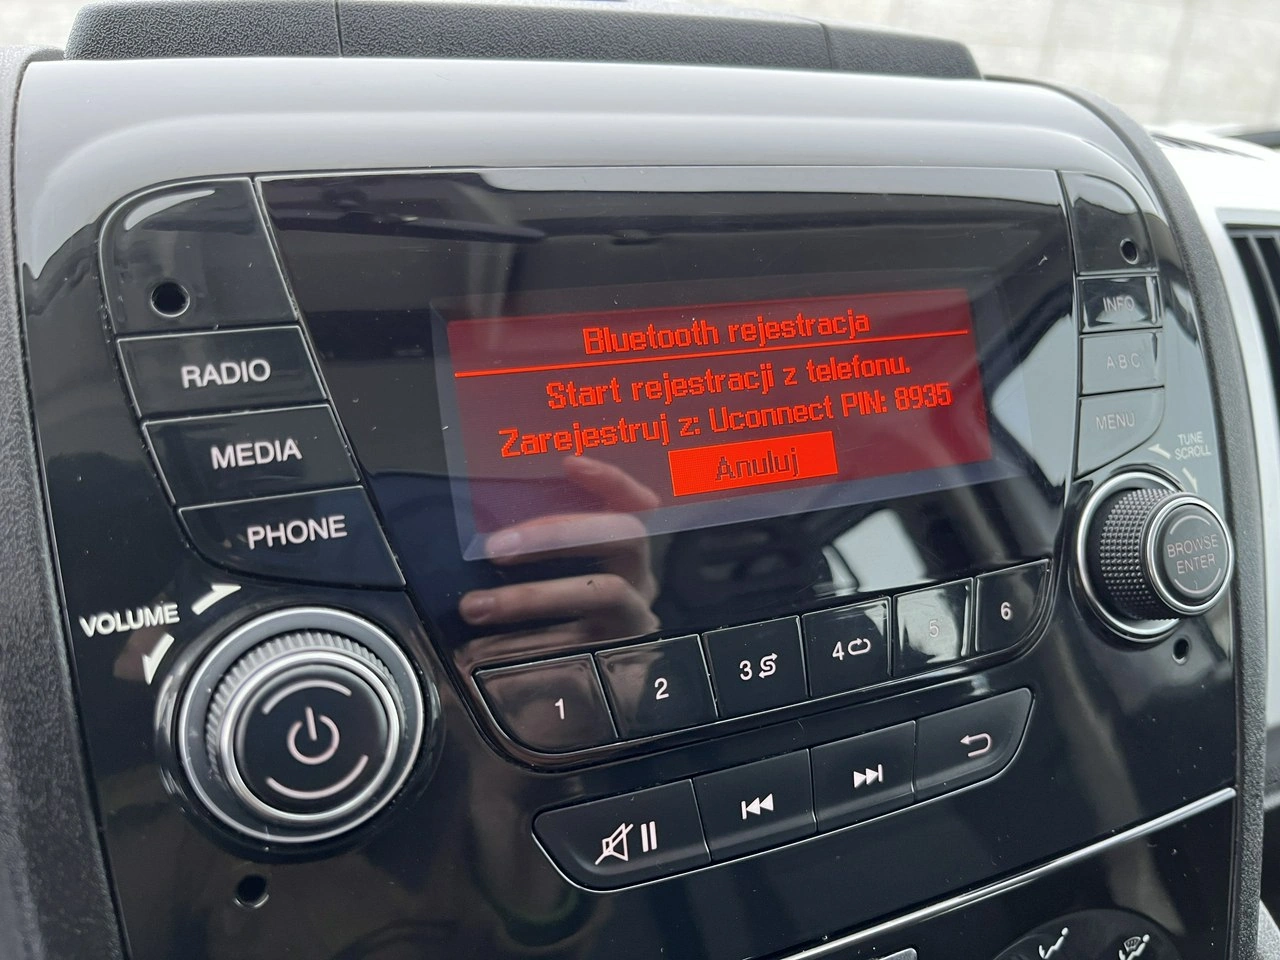 Bluetooth rejestracja
Start rejestracji z telefonu.
Zarejestruj z: Uconnect PIN: 8935
Anuluj
RADIO
MEDIA
PHONE
VOLUME
INFO
A·B·C
MENU
TUNE
SCROLL
BROWSE
ENTER
1
2
3
4
5
6